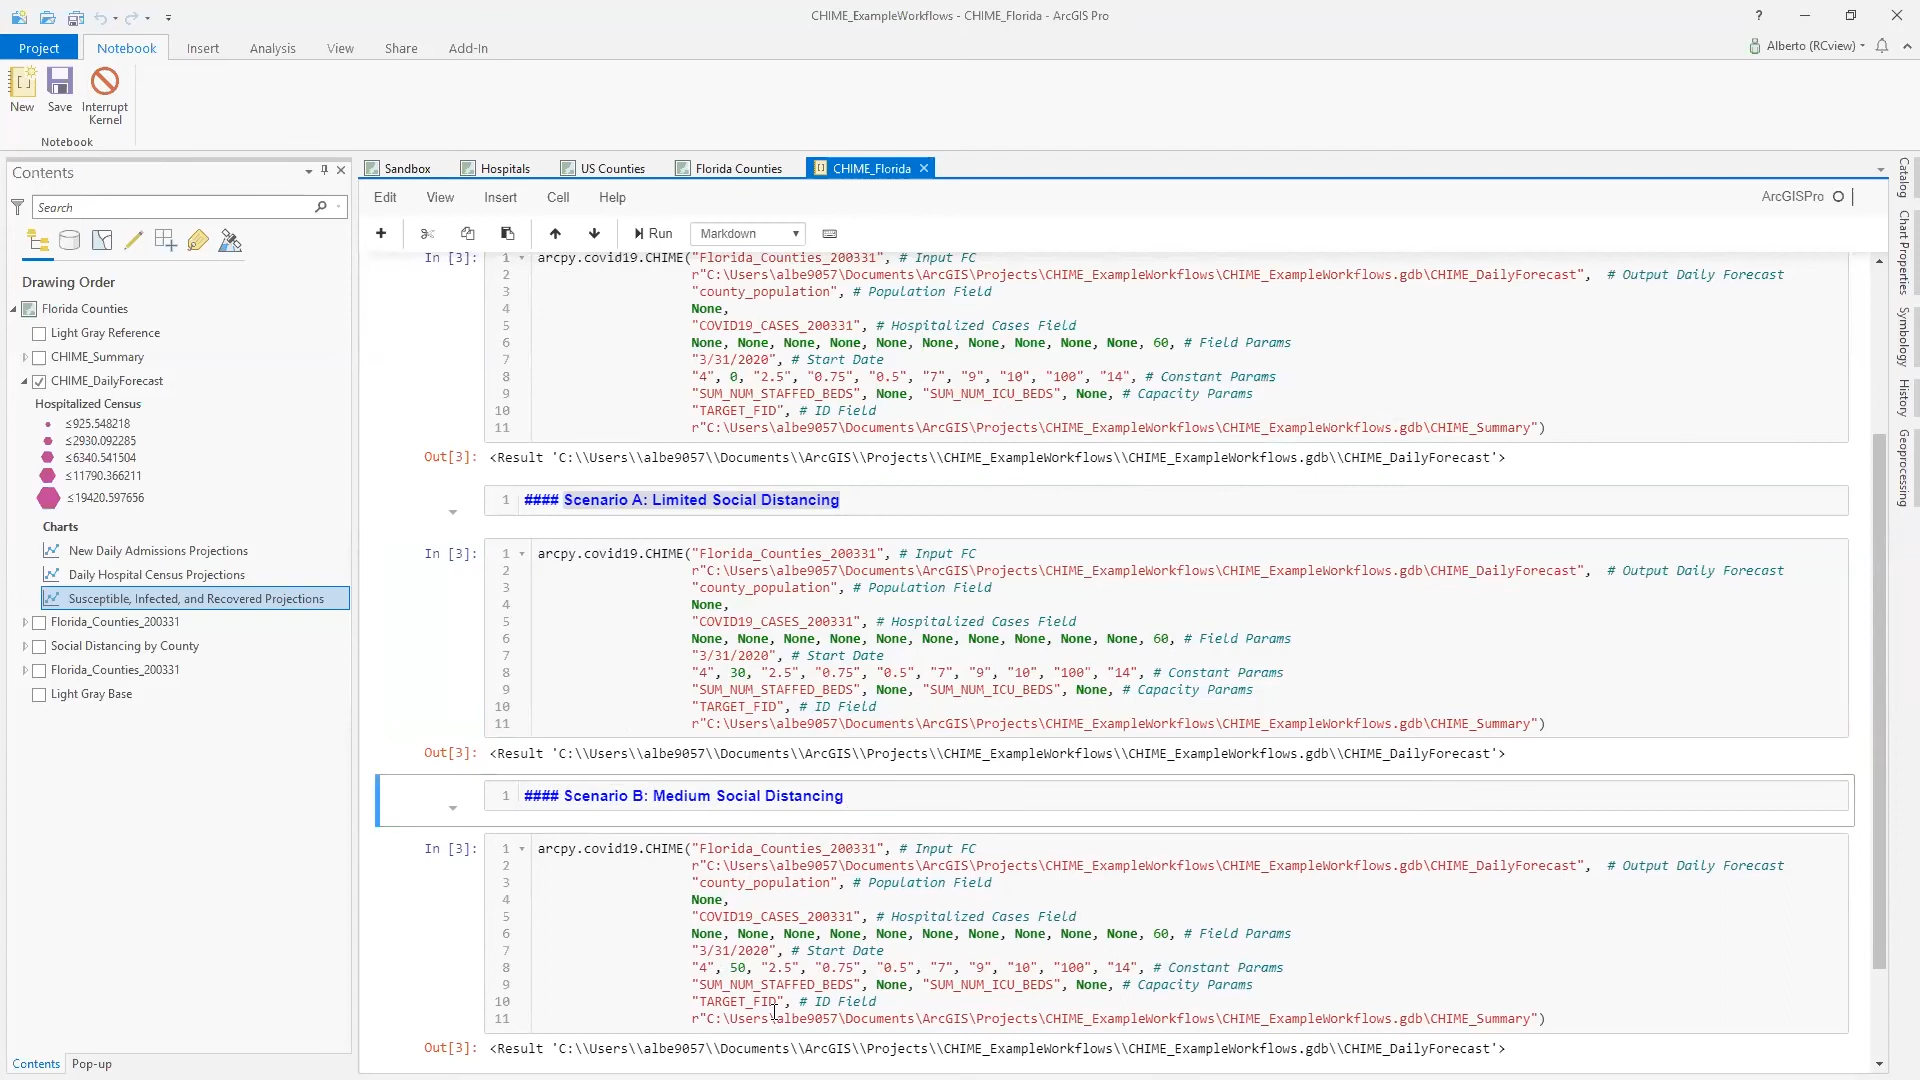 CHIME_ExampleWorkflows - CHIME_Florida - ArcGIS Pro
?
Project Notebook Insert Analysis View Share Add-In
Alberto (RCview)
New Save Interrupt Kernel
Notebook
Contents
Search
Drawing Order
Florida Counties
Light Gray Reference
CHIME_Summary
CHIME_DailyForecast
Hospitalized Census
≤925.548218
≤2930.092285
≤6340.541504
≤11790.366211
≤19420.597656
Charts
New Daily Admissions Projections
Daily Hospital Census Projections
Susceptible, Infected, and Recovered Projections
Florida_Counties_200331
Social Distancing by County
Florida_Counties_200331
Light Gray Base
Contents Pop-up
Sandbox Hospitals US Counties Florida Counties CHIME_Florida
Edit View Insert Cell Help
ArcGISPro
Run Markdown
In [3]: 1 arcpy.covid19.CHIME("Florida_Counties_200331", # Input FC
2 r"C:\Users\albe9057\Documents\ArcGIS\Projects\CHIME_ExampleWorkflows\CHIME_ExampleWorkflows.gdb\CHIME_DailyForecast", # Output Daily Forecast
3 "county_population", # Population Field
4 None,
5 "COVID19_CASES_200331", # Hospitalized Cases Field
6 None, None, None, None, None, None, None, None, None, None, 60, # Field Params
7 "3/31/2020", # Start Date
8 "4", 0, "2.5", "0.75", "0.5", "7", "9", "10", "100", "14", # Constant Params
9 "SUM_NUM_STAFFED_BEDS", None, "SUM_NUM_ICU_BEDS", None, # Capacity Params
10 "TARGET_FID", # ID Field
11 r"C:\Users\albe9057\Documents\ArcGIS\Projects\CHIME_ExampleWorkflows\CHIME_ExampleWorkflows.gdb\CHIME_Summary")
Out[3]: <Result 'C:\\Users\\albe9057\\Documents\\ArcGIS\\Projects\\CHIME_ExampleWorkflows\\CHIME_ExampleWorkflows.gdb\\CHIME_DailyForecast'>
1 #### Scenario A: Limited Social Distancing
In [3]: 1 arcpy.covid19.CHIME("Florida_Counties_200331", # Input FC
2 r"C:\Users\albe9057\Documents\ArcGIS\Projects\CHIME_ExampleWorkflows\CHIME_ExampleWorkflows.gdb\CHIME_DailyForecast", # Output Daily Forecast
3 "county_population", # Population Field
4 None,
5 "COVID19_CASES_200331", # Hospitalized Cases Field
6 None, None, None, None, None, None, None, None, None, None, 60, # Field Params
7 "3/31/2020", # Start Date
8 "4", 30, "2.5", "0.75", "0.5", "7", "9", "10", "100", "14", # Constant Params
9 "SUM_NUM_STAFFED_BEDS", None, "SUM_NUM_ICU_BEDS", None, # Capacity Params
10 "TARGET_FID", # ID Field
11 r"C:\Users\albe9057\Documents\ArcGIS\Projects\CHIME_ExampleWorkflows\CHIME_ExampleWorkflows.gdb\CHIME_Summary")
Out[3]: <Result 'C:\\Users\\albe9057\\Documents\\ArcGIS\\Projects\\CHIME_ExampleWorkflows\\CHIME_ExampleWorkflows.gdb\\CHIME_DailyForecast'>
1 #### Scenario B: Medium Social Distancing
In [3]: 1 arcpy.covid19.CHIME("Florida_Counties_200331", # Input FC
2 r"C:\Users\albe9057\Documents\ArcGIS\Projects\CHIME_ExampleWorkflows\CHIME_ExampleWorkflows.gdb\CHIME_DailyForecast", # Output Daily Forecast
3 "county_population", # Population Field
4 None,
5 "COVID19_CASES_200331", # Hospitalized Cases Field
6 None, None, None, None, None, None, None, None, None, None, 60, # Field Params
7 "3/31/2020", # Start Date
8 "4", 50, "2.5", "0.75", "0.5", "7", "9", "10", "100", "14", # Constant Params
9 "SUM_NUM_STAFFED_BEDS", None, "SUM_NUM_ICU_BEDS", None, # Capacity Params
10 "TARGET_FID", # ID Field
11 r"C:\Users\albe9057\Documents\ArcGIS\Projects\CHIME_ExampleWorkflows\CHIME_ExampleWorkflows.gdb\CHIME_Summary")
Out[3]: <Result 'C:\\Users\\albe9057\\Documents\\ArcGIS\\Projects\\CHIME_ExampleWorkflows\\CHIME_ExampleWorkflows.gdb\\CHIME_DailyForecast'>
Catalog
Chart Properties
Symbology
History
Geoprocessing